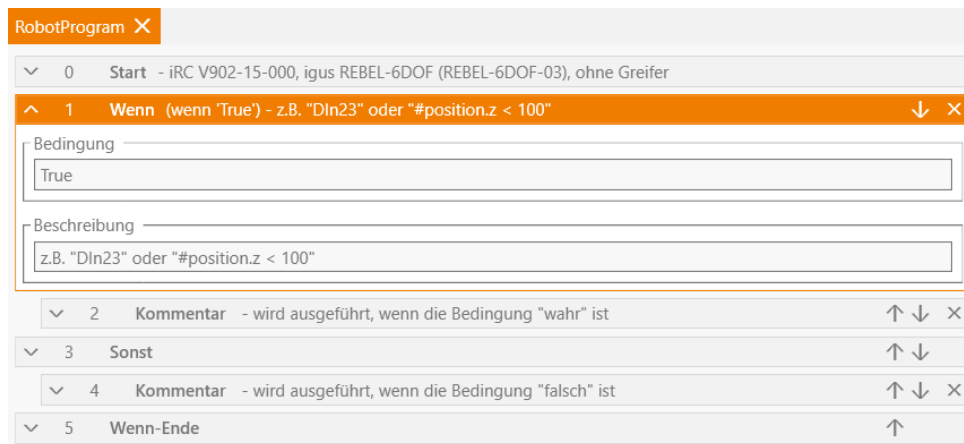 RobotProgram
0 Start - iRC V902-15-000, igus REBEL-6DOF (REBEL-6DOF-03), ohne Greifer
1 Wenn (wenn 'True') - z.B. "DIn23" oder "#position.z < 100"
Bedingung
True
Beschreibung
z.B. "DIn23" oder "#position.z < 100"
2 Kommentar - wird ausgeführt, wenn die Bedingung "wahr" ist
3 Sonst
4 Kommentar - wird ausgeführt, wenn die Bedingung "falsch" ist
5 Wenn-Ende